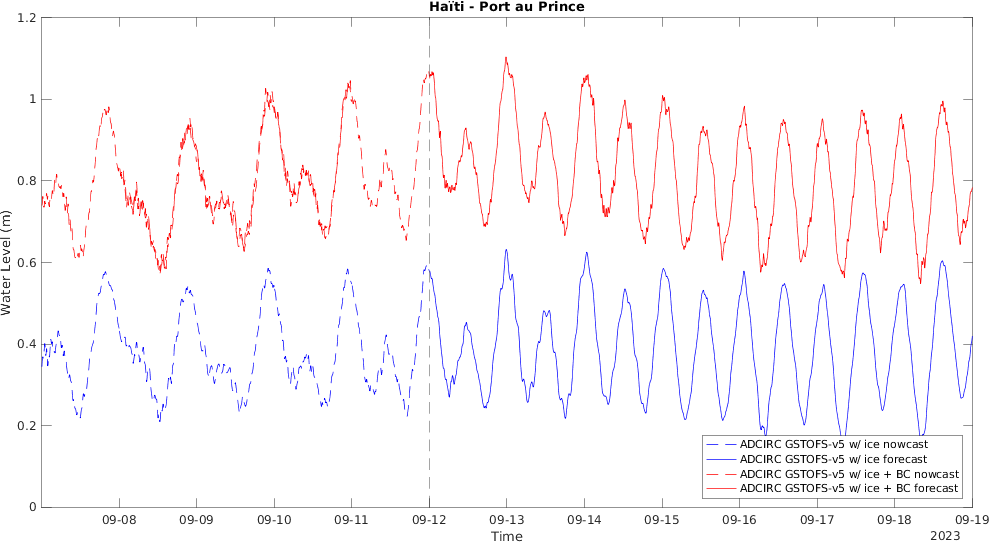 Haïti - Port au Prince
1.2
1
0.8
0.6
0.4
0.2
0
Water Level (m)
ADCIRC GSTOFS-v5 w/ ice nowcast
ADCIRC GSTOFS-v5 w/ ice forecast
ADCIRC GSTOFS-v5 w/ ice + BC nowcast
ADCIRC GSTOFS-v5 w/ ice + BC forecast
09-08 09-09 09-10 09-11 09-12 09-13 09-14 09-15 09-16 09-17 09-18 09-19
Time
2023